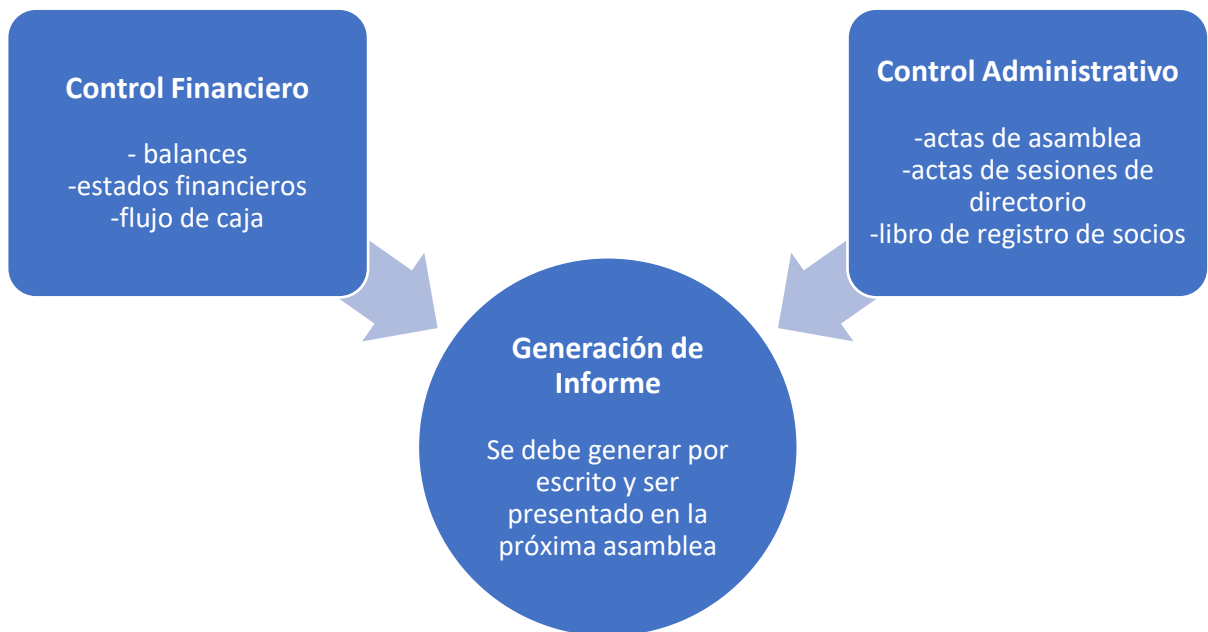 Control Financiero
- balances
-estados financieros
-flujo de caja
Control Administrativo
-actas de asamblea
-actas de sesiones de
directorio
-libro de registro de socios
Generación de
Informe
Se debe generar por
escrito y ser
presentado en la
próxima asamblea